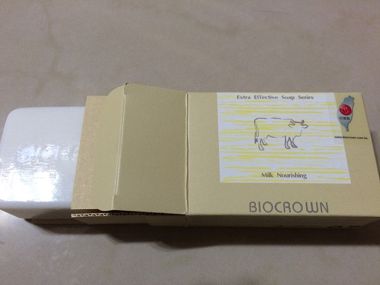 Extra Effective Soap Series
Milk Nourishing
BIOCROWN